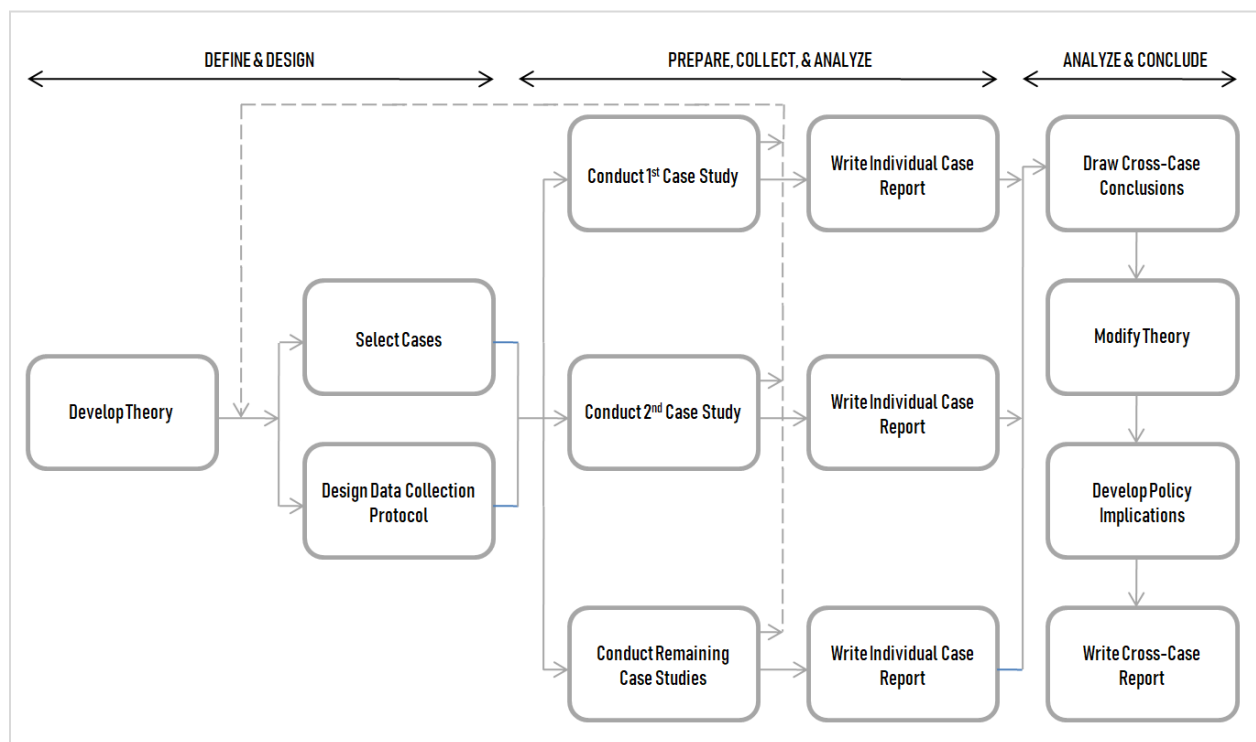 DEFINE & DESIGN
PREPARE, COLLECT, & ANALYZE
ANALYZE & CONCLUDE
Conduct 1st Case Study
Write Individual Case
Report
Draw Cross-Case
Conclusions
Select Cases
Modify Theory
Develop Theory
Conduct 2nd Case Study
Write Individual Case
Report
Design Data Collection
Protocol
Develop Policy
Implications
Conduct Remaining
Case Studies
Write Individual Case
Report
Write Cross-Case
Report